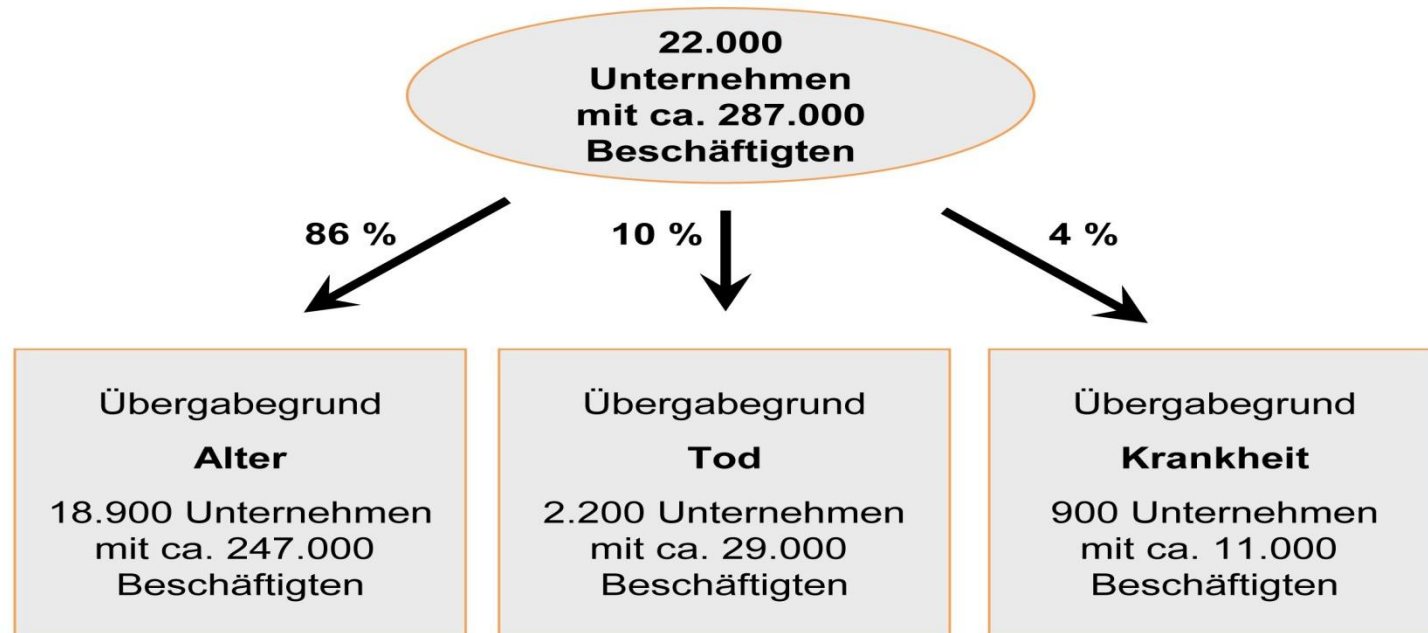 22.000
Unternehmen
mit ca. 287.000
Beschäftigten
86 %
10 %
4 %
Übergabegrund
Alter
18.900 Unternehmen
mit ca. 247.000
Beschäftigten
Übergabegrund
Tod
2.200 Unternehmen
mit ca. 29.000
Beschäftigten
Übergabegrund
Krankheit
900 Unternehmen
mit ca. 11.000
Beschäftigten